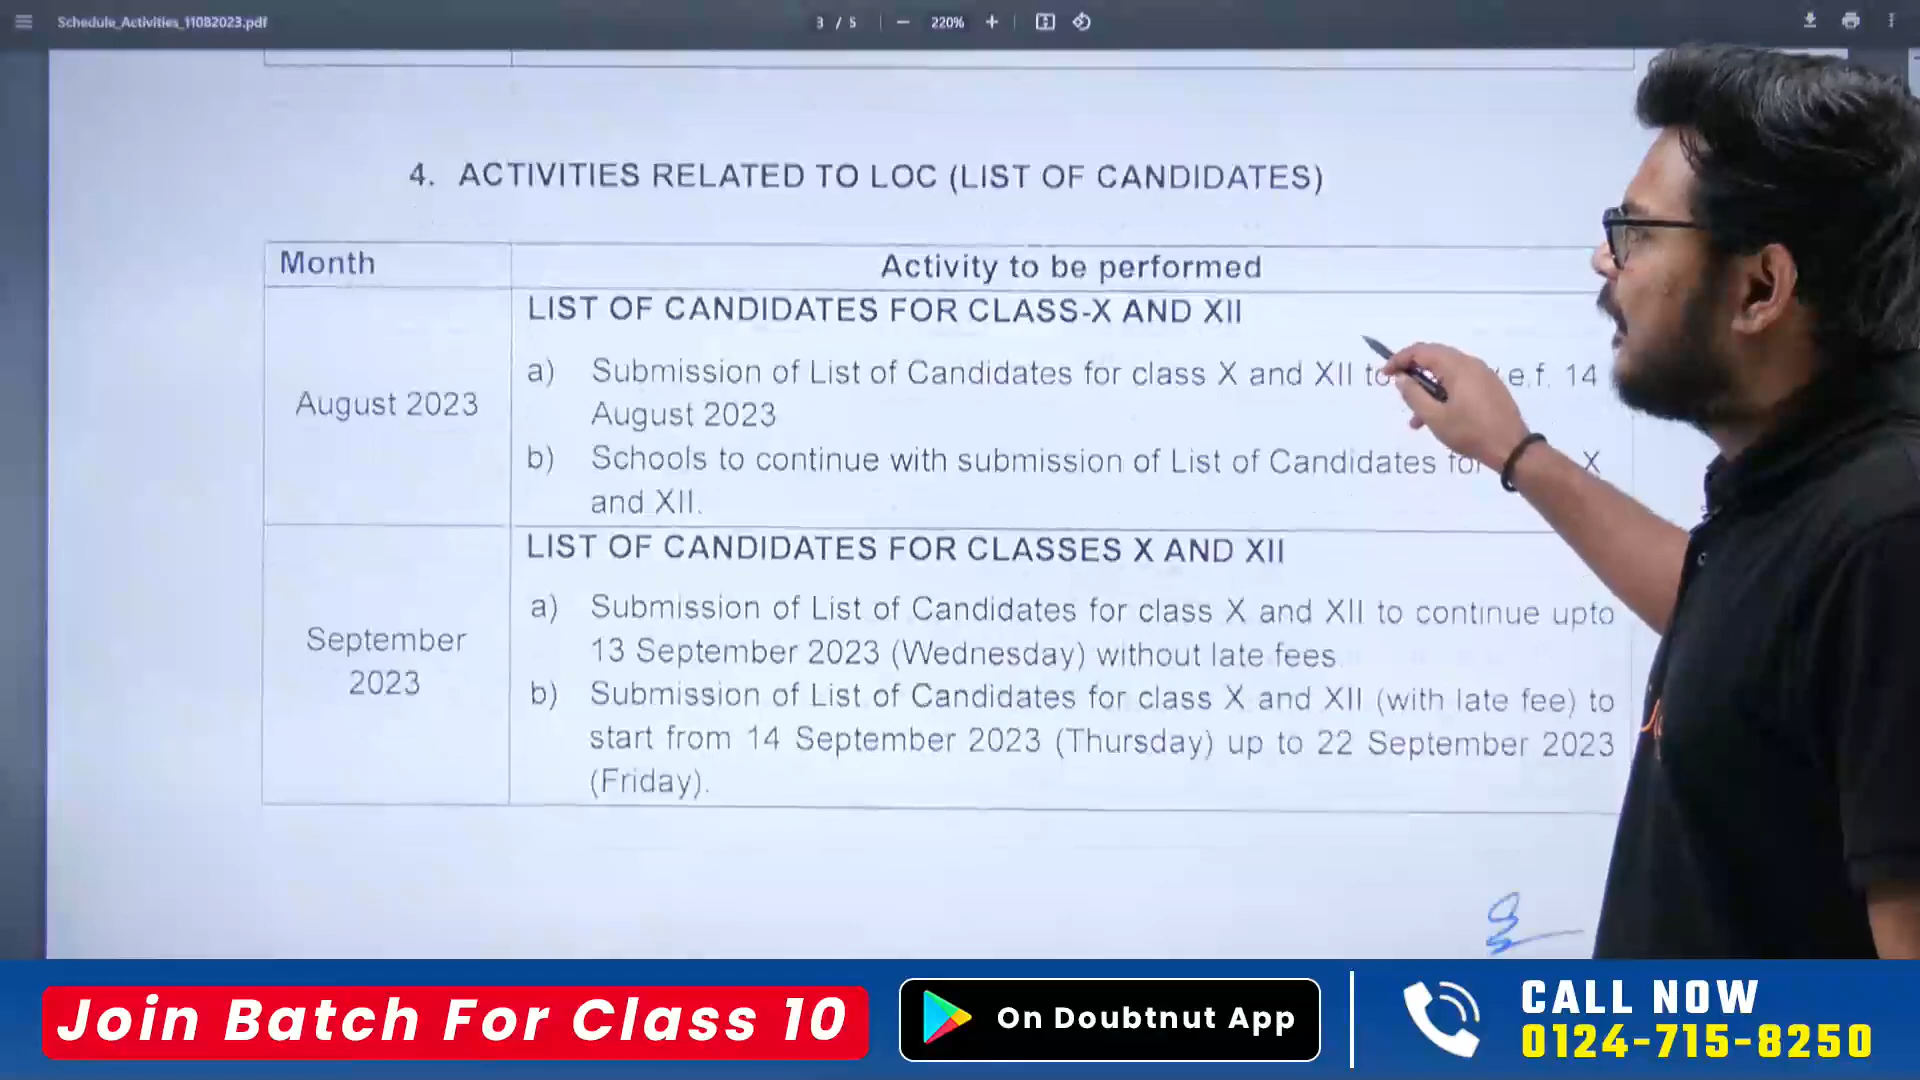 Schedule_Activities_11082023.pdf
3 / 5
220%
4. ACTIVITIES RELATED TO LOC (LIST OF CANDIDATES)
Month
Activity to be performed
August 2023
LIST OF CANDIDATES FOR CLASS-X AND XII
a) Submission of List of Candidates for class X and XII to e.f. 14
August 2023
b) Schools to continue with submission of List of Candidates for X
and XII.
September
2023
LIST OF CANDIDATES FOR CLASSES X AND XII
a) Submission of List of Candidates for class X and XII to continue upto
13 September 2023 (Wednesday) without late fees.
b) Submission of List of Candidates for class X and XII (with late fee) to
start from 14 September 2023 (Thursday) up to 22 September 2023
(Friday).
Join Batch For Class 10
On Doubtnut App
CALL NOW
0124-715-8250